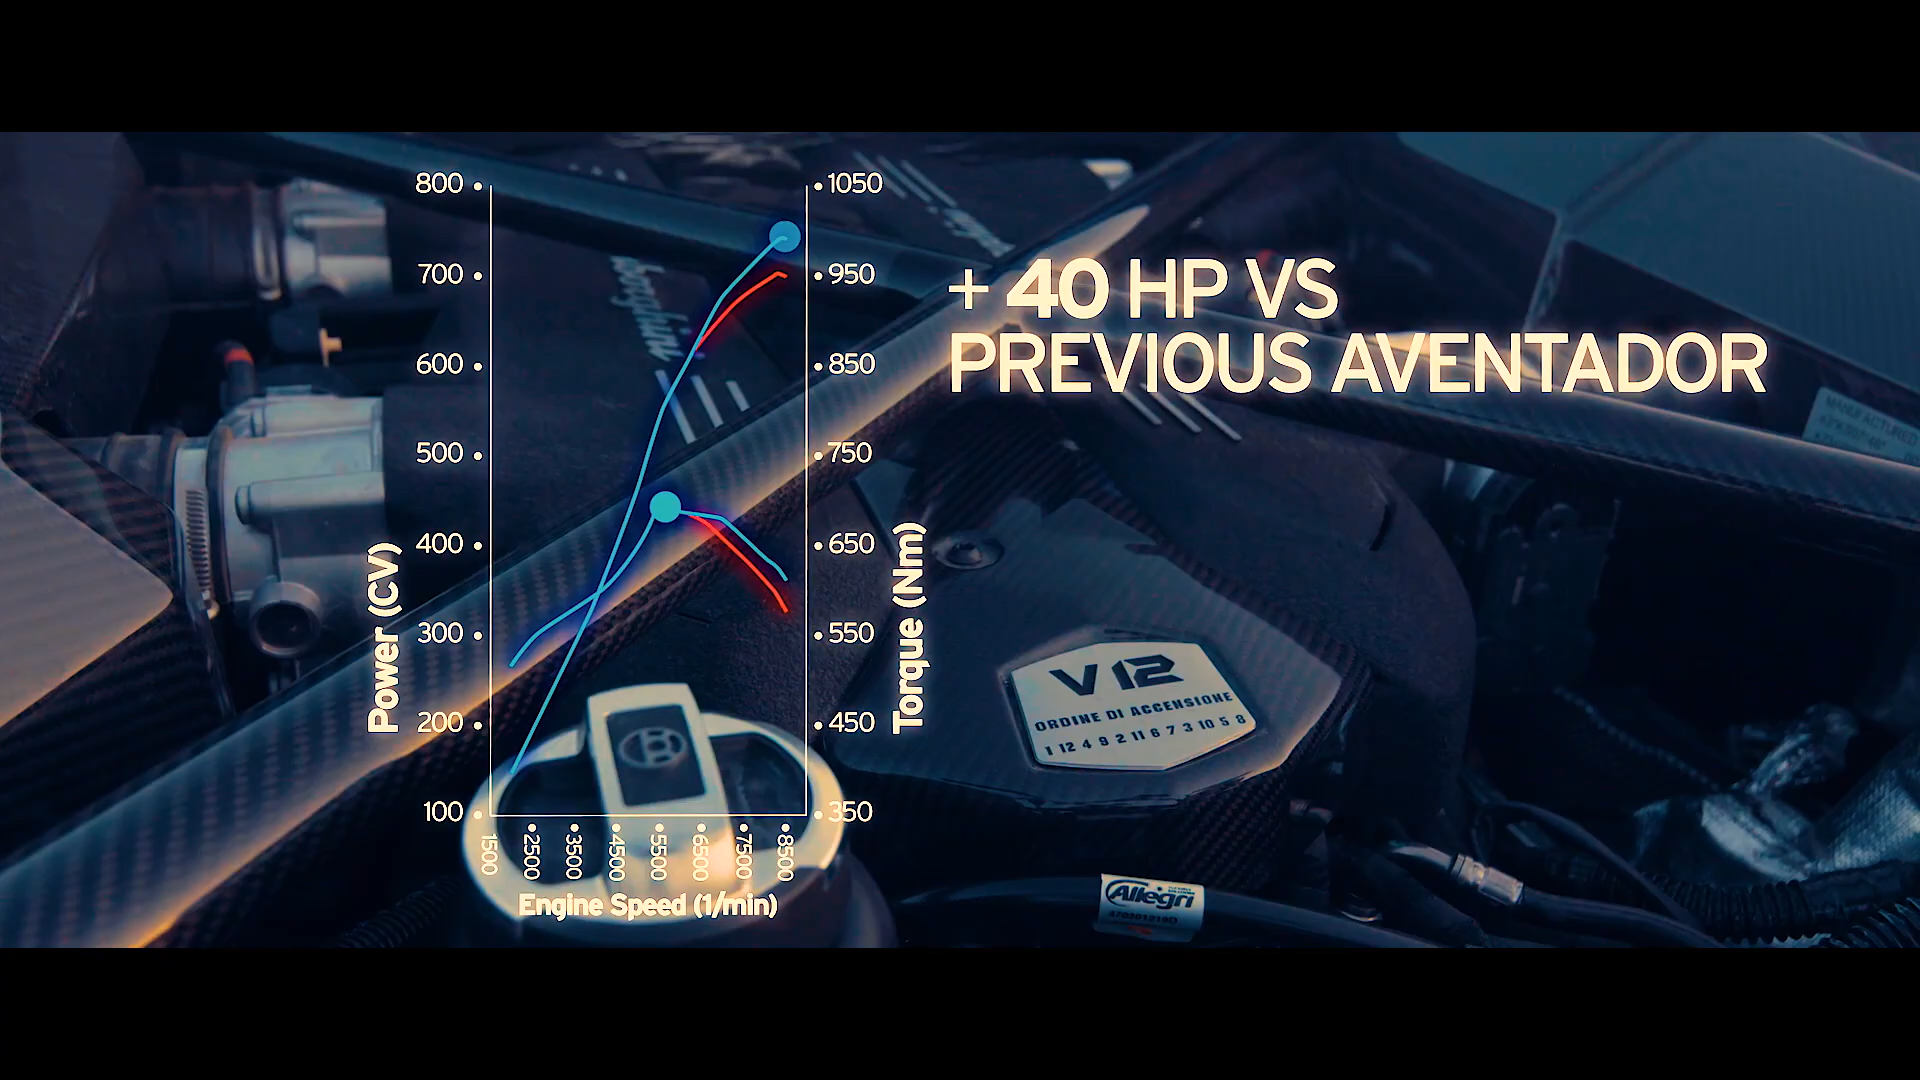 800
700
600
500
400
300
200
100
Power (CV)
1050
950
850
750
650
550
450
350
Torque (Nm)
1500
2500
3500
4500
5500
6500
7500
8500
Engine Speed (1/min)
+ 40 HP VS
PREVIOUS AVENTADOR
V12
ORDINE DI ACCENSIONE
1 12 4 9 2 11 6 7 3 10 5 8
Allegri
MANUFACTURED